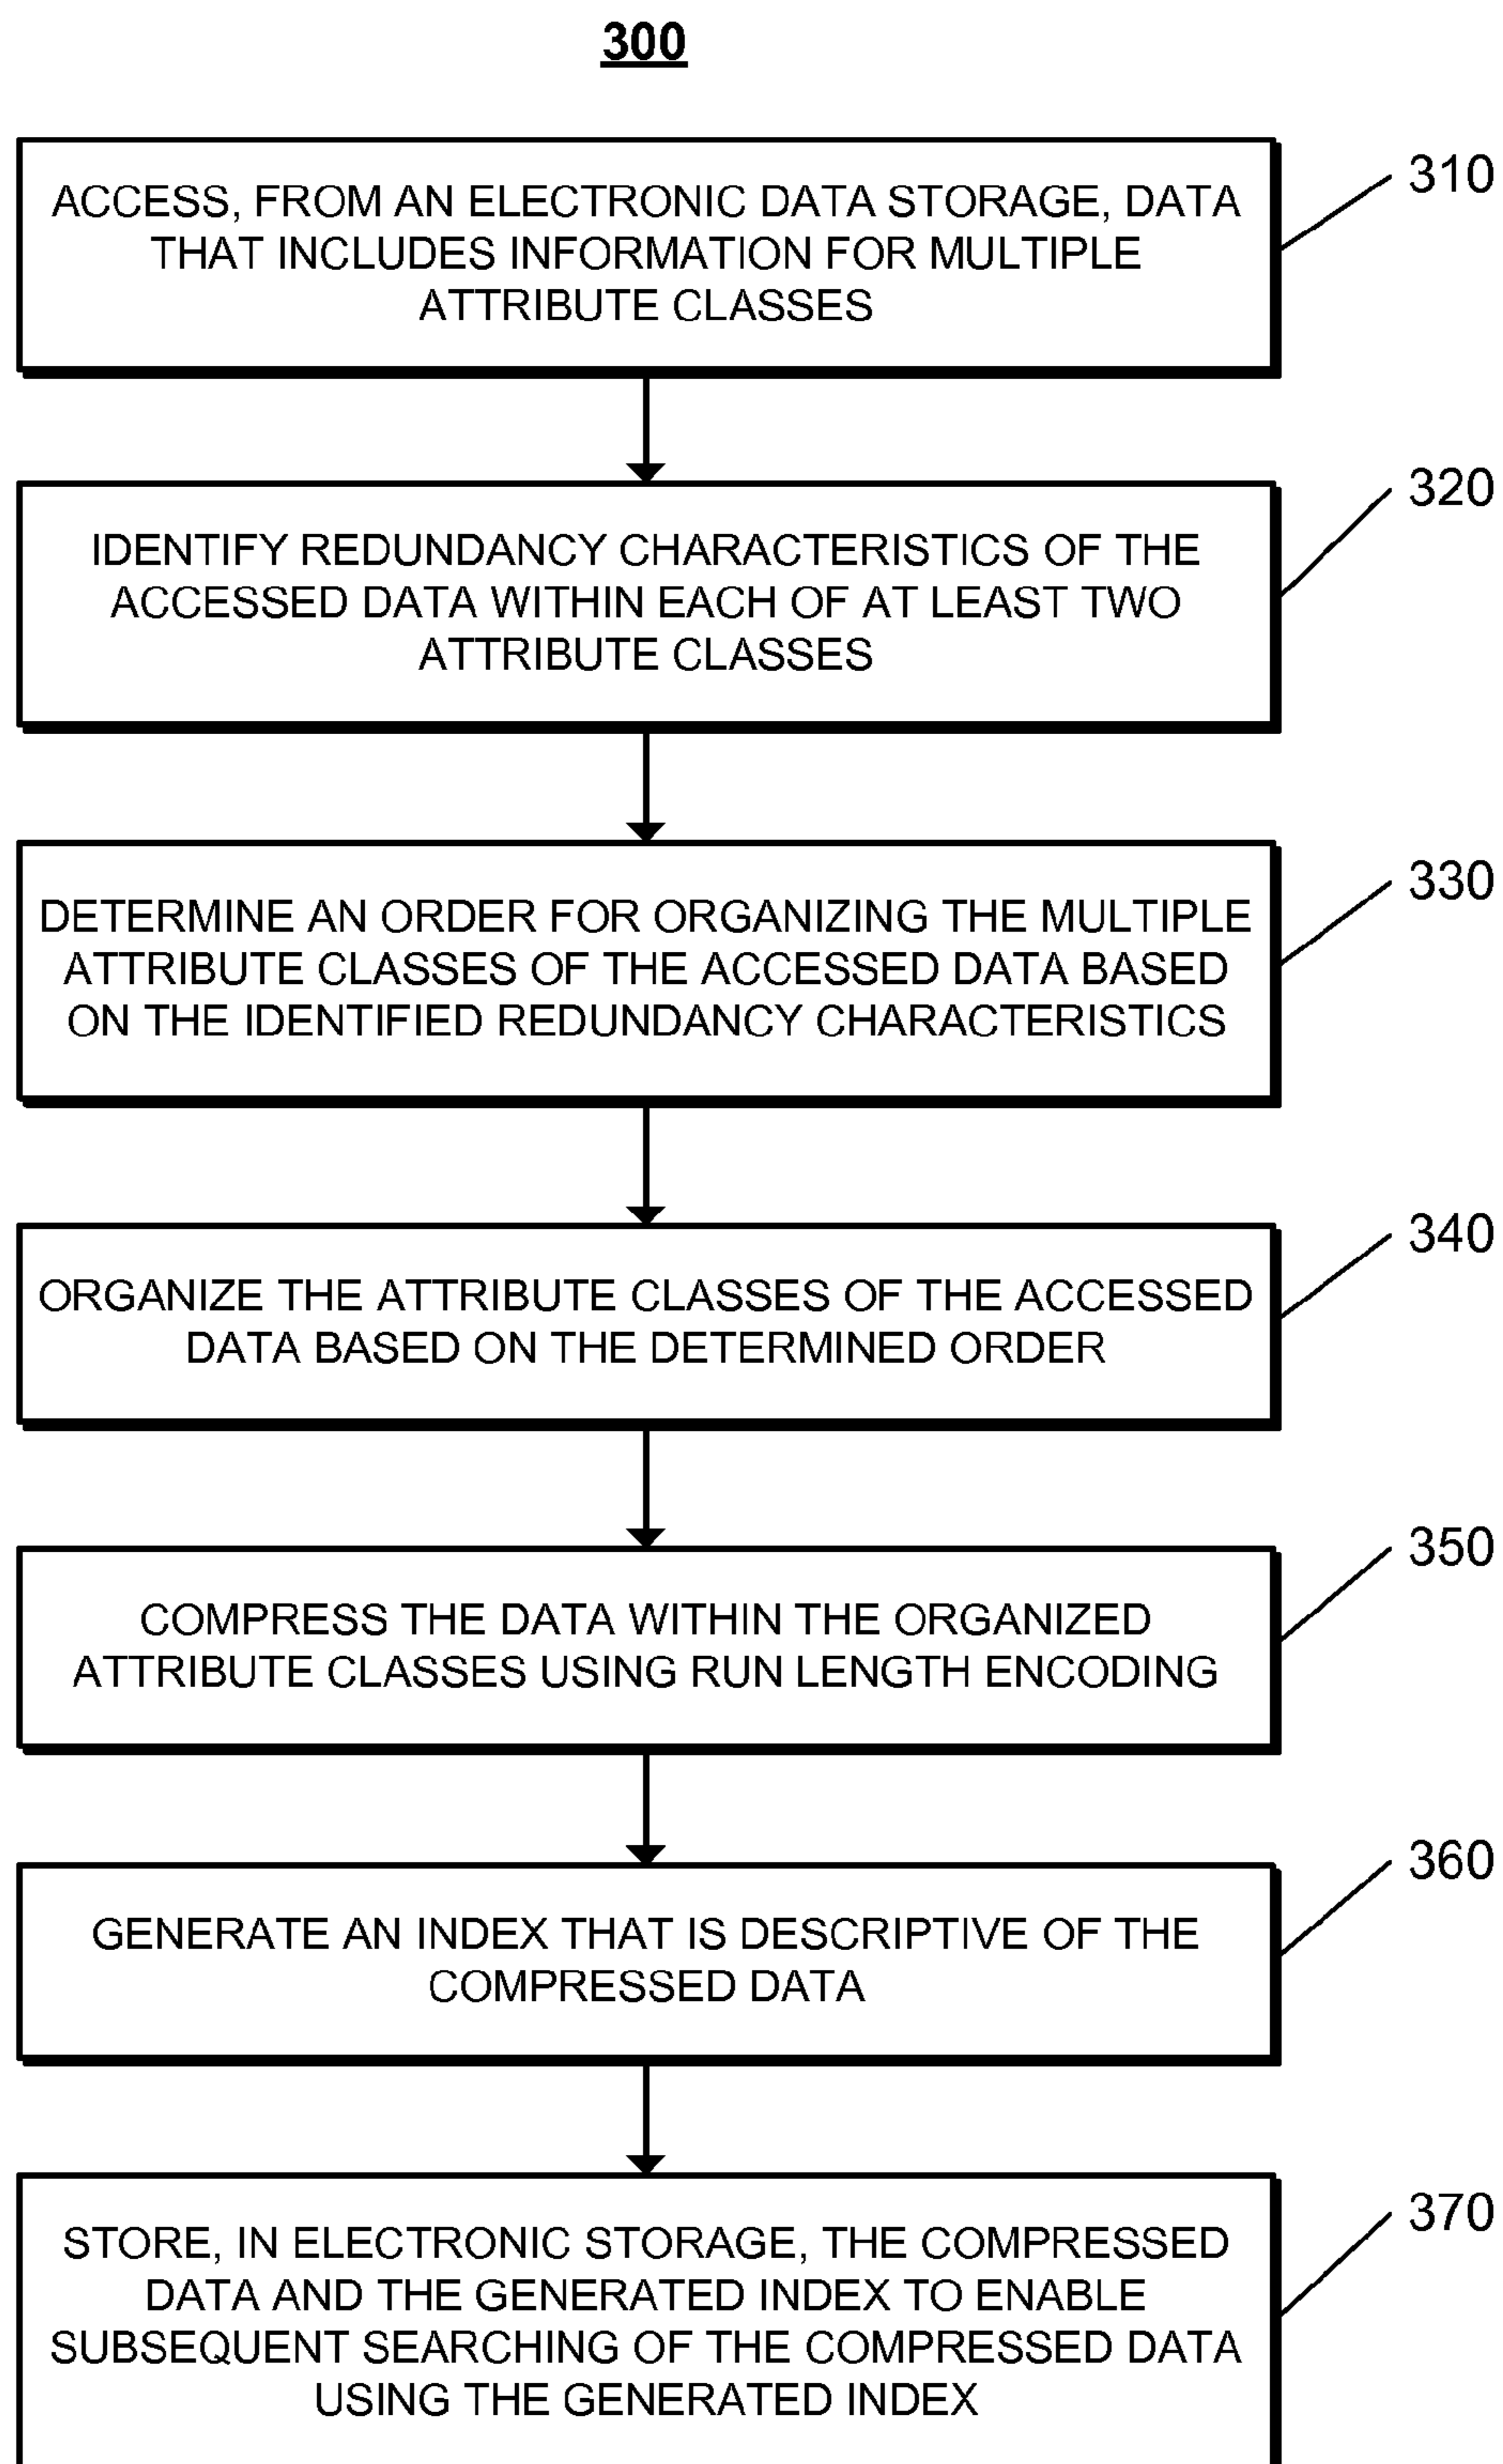 300
ACCESS, FROM AN ELECTRONIC DATA STORAGE, DATA
THAT INCLUDES INFORMATION FOR MULTIPLE
ATTRIBUTE CLASSES
310
IDENTIFY REDUNDANCY CHARACTERISTICS OF THE
ACCESSED DATA WITHIN EACH OF AT LEAST TWO
ATTRIBUTE CLASSES
320
DETERMINE AN ORDER FOR ORGANIZING THE MULTIPLE
ATTRIBUTE CLASSES OF THE ACCESSED DATA BASED
ON THE IDENTIFIED REDUNDANCY CHARACTERISTICS
330
ORGANIZE THE ATTRIBUTE CLASSES OF THE ACCESSED
DATA BASED ON THE DETERMINED ORDER
340
COMPRESS THE DATA WITHIN THE ORGANIZED
ATTRIBUTE CLASSES USING RUN LENGTH ENCODING
350
GENERATE AN INDEX THAT IS DESCRIPTIVE OF THE
COMPRESSED DATA
360
STORE, IN ELECTRONIC STORAGE, THE COMPRESSED
DATA AND THE GENERATED INDEX TO ENABLE
SUBSEQUENT SEARCHING OF THE COMPRESSED DATA
USING THE GENERATED INDEX
370